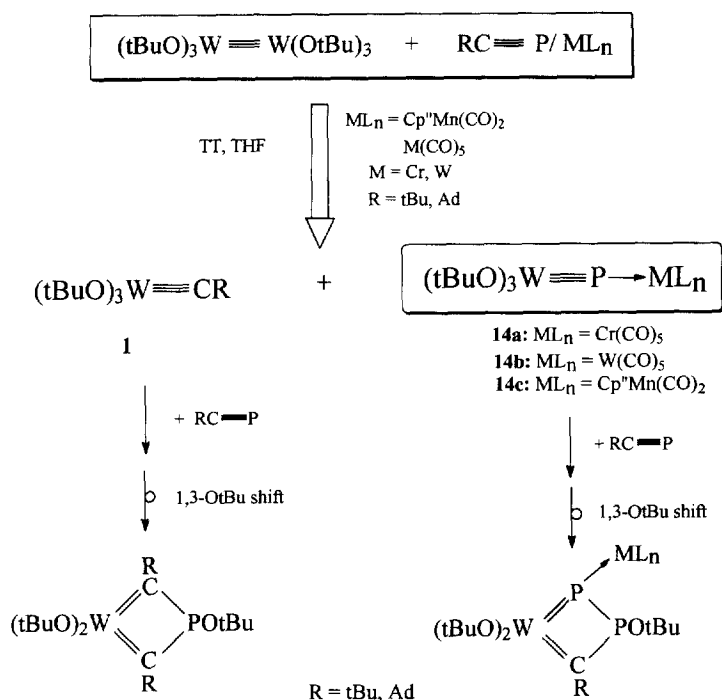 (tBuO)3W≡W(OtBu)3 + RC≡P/ MLn
TT, THF
MLn = Cp"Mn(CO)2
M(CO)5
M = Cr, W
R = tBu, Ad
(tBuO)3W≡CR + (tBuO)3W≡P→MLn
1
14a: MLn = Cr(CO)5
14b: MLn = W(CO)5
14c: MLn = Cp"Mn(CO)2
+ RC━P
+ RC━P
1,3-OtBu shift
1,3-OtBu shift
R
C
(tBuO)2W POtBu
C
R
MLn
P
(tBuO)2W POtBu
C
R
R = tBu, Ad